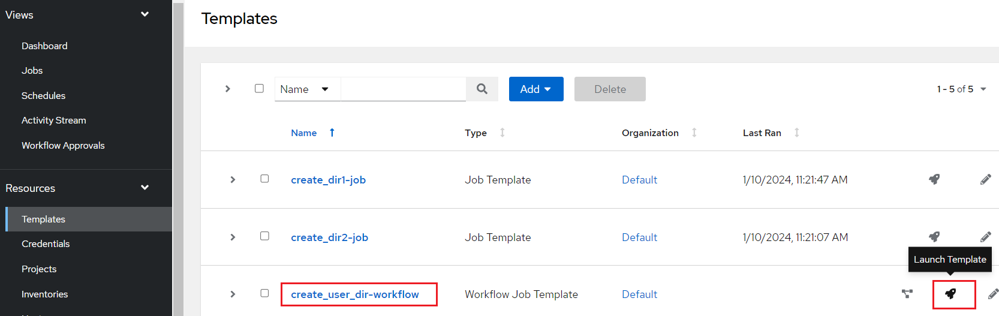 Views
Dashboard
Jobs
Schedules
Activity Stream
Workflow Approvals
Resources
Templates
Credentials
Projects
Inventories
Templates
Name
Add
Delete
1 - 5 of 5
Name Type Organization Last Ran
create_dir1-job Job Template Default 1/10/2024, 11:21:47 AM
create_dir2-job Job Template Default 1/10/2024, 11:21:07 AM
Launch Template
create_user_dir-workflow Workflow Job Template Default